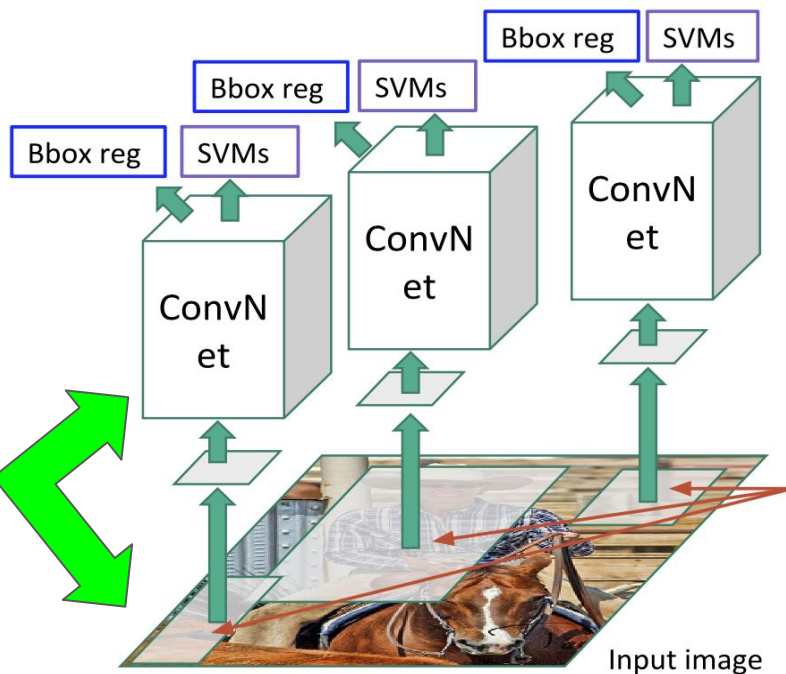 Bbox reg
SVMs
Bbox reg
SVMs
Bbox reg
SVMs
ConvN
et
ConvN
et
ConvN
et
Input image